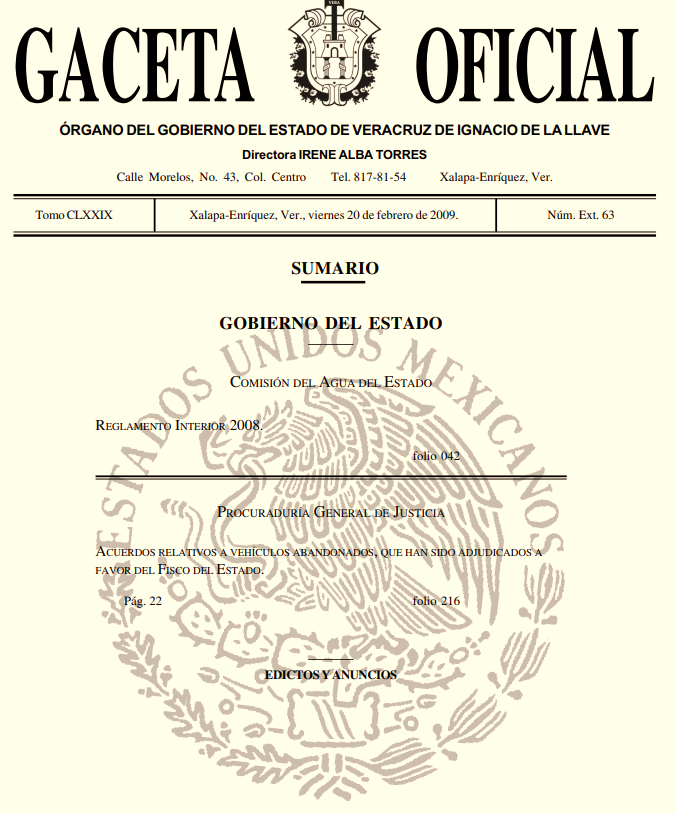 VERA
GACETA OFICIAL
ÓRGANO DEL GOBIERNO DEL ESTADO DE VERACRUZ DE IGNACIO DE LA LLAVE
Directora IRENE ALBA TORRES
Calle Morelos, No. 43, Col. Centro Tel. 817-81-54 Xalapa-Enríquez, Ver.
Tomo CLXXIX Xalapa-Enríquez, Ver., viernes 20 de febrero de 2009. Núm. Ext. 63
SUMARIO
GOBIERNO DEL ESTADO
ESTADOS UNIDOS MEXICANOS
Comisión del Agua del Estado
Reglamento Interior 2008.
folio 042
Procuraduría General de Justicia
Acuerdos relativos a vehículos abandonados, que han sido adjudicados a
favor del Fisco del Estado.
Pág. 22 folio 216
EDICTOS Y ANUNCIOS